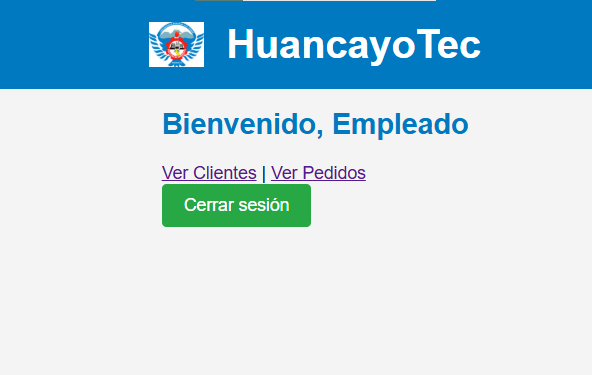 HuancayoTec
Bienvenido, Empleado
Ver Clientes | Ver Pedidos
Cerrar sesión